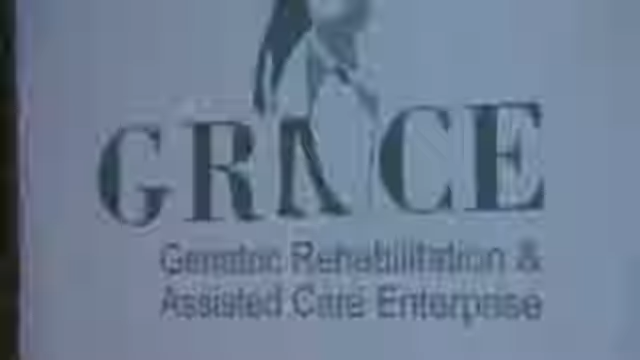 GRACE
Geriatric Rehabilitation &
Assisted Care Enterprise